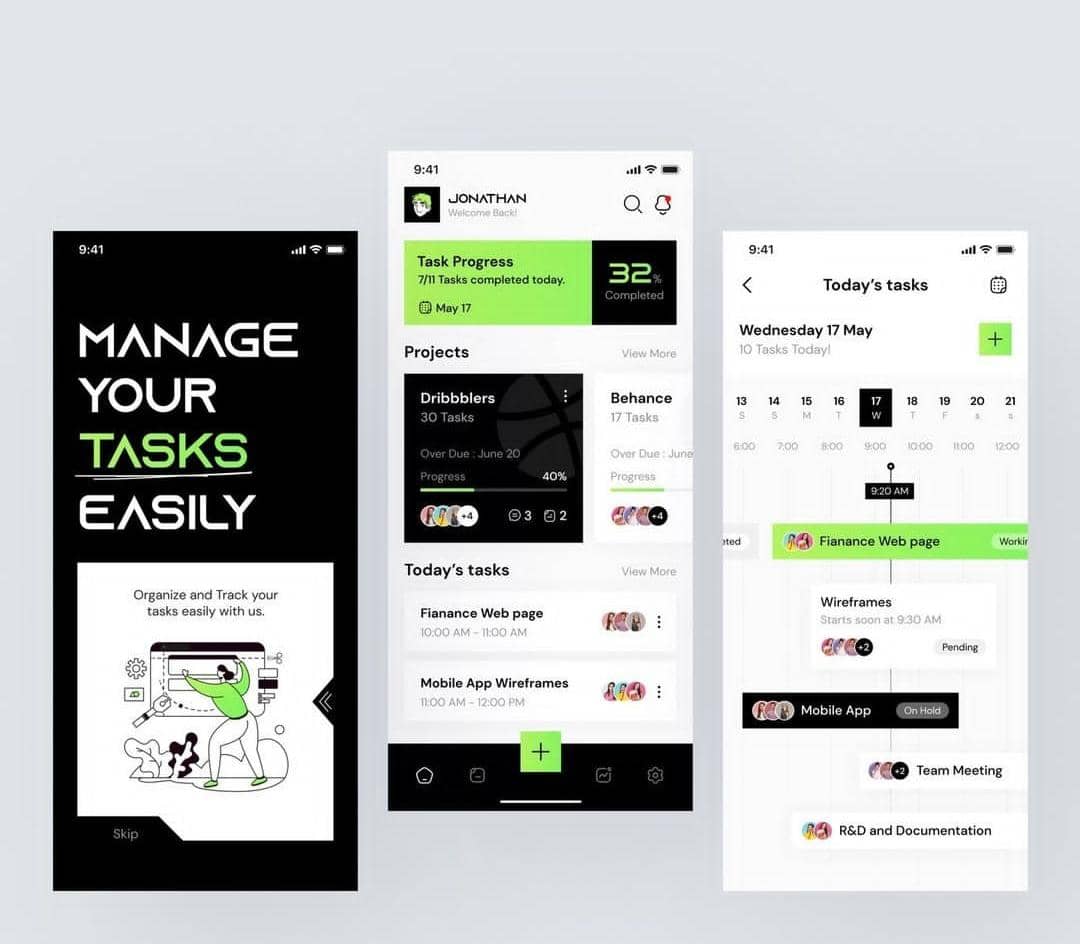 9:41
MANAGE
YOUR
TASKS
EASILY
Organize and Track your
tasks easily with us.
Skip
9:41
JONATHAN
Welcome Back!
Task Progress
7/11 Tasks completed today.
May 17
32%
Completed
Projects
View More
Dribbblers
30 Tasks
Over Due : June 20
Progress
40%
+4
3
2
Behance
17 Tasks
Over Due : June
Progress
+4
Today's tasks
View More
Fianance Web page
10:00 AM - 11:00 AM
Mobile App Wireframes
11:00 AM - 12:00 PM
9:41
Today's tasks
Wednesday 17 May
10 Tasks Today!
13 14 15 16 17 18 19 20 21
S S M T W T F s s
6:00 7:00 8:00 9:00 10:00 11:00 12:00
9:20 AM
eted
Fianance Web page
Workin
Wireframes
Starts soon at 9:30 AM
+2
Pending
Mobile App
On Hold
+2
Team Meeting
R&D and Documentation